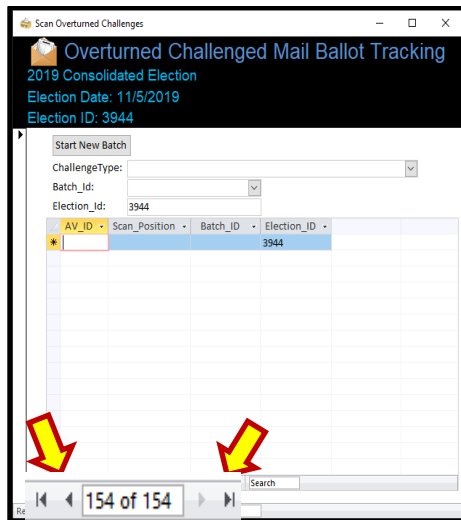 Scan Overturned Challenges
Overturned Challenged Mail Ballot Tracking
2019 Consolidated Election
Election Date: 11/5/2019
Election ID: 3944
Start New Batch
ChallengeType:
Batch_Id:
Election_Id: 3944
AV_ID Scan_Position Batch_ID Election_ID
3944
Search
154 of 154
Re